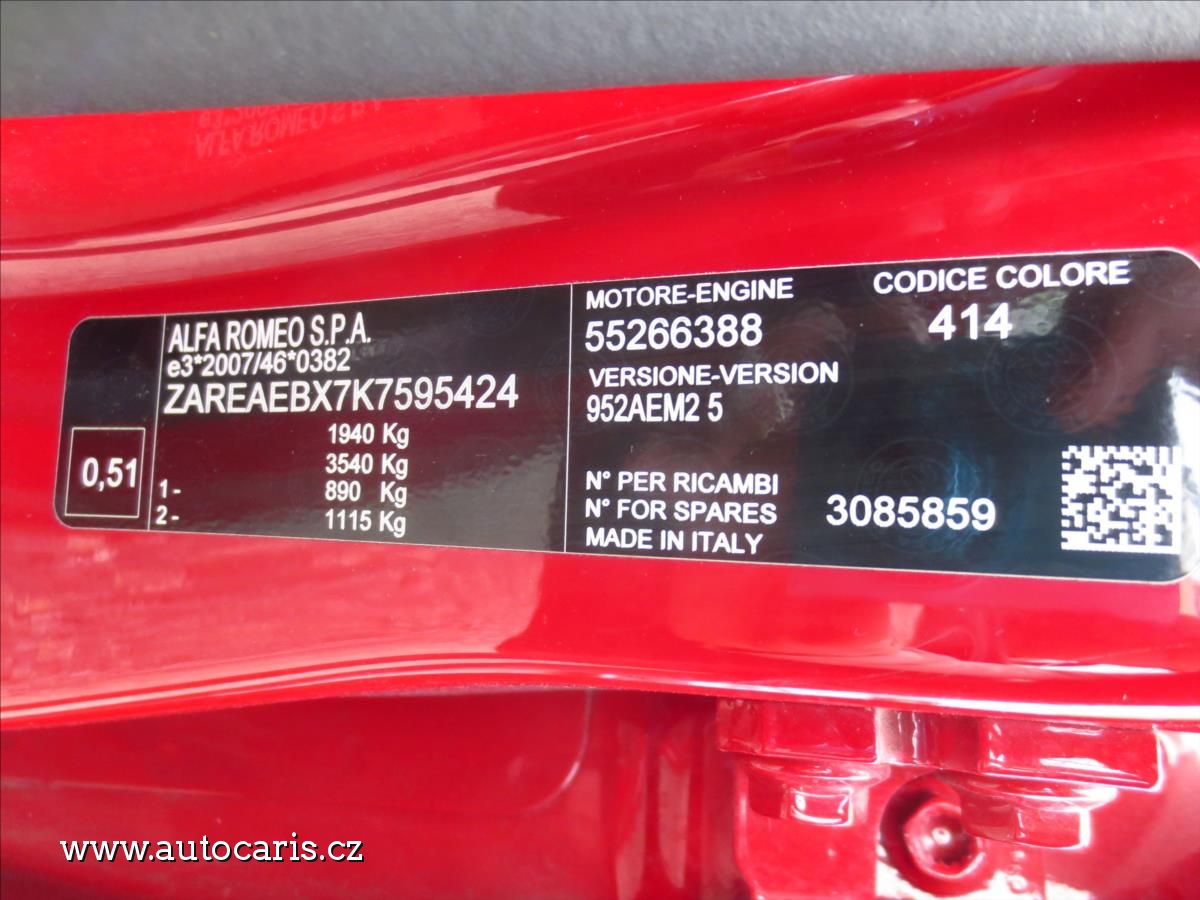 0,51
ALFA ROMEO S.P.A.
e3*2007/46*0382
ZAREAEBX7K7595424
1940 Kg
3540 Kg
1- 890 Kg
2- 1115 Kg
MOTORE-ENGINE
55266388
VERSIONE-VERSION
952AEM2 5
N° PER RICAMBI
N° FOR SPARES 3085859
MADE IN ITALY
CODICE COLORE
414
www.autocaris.cz